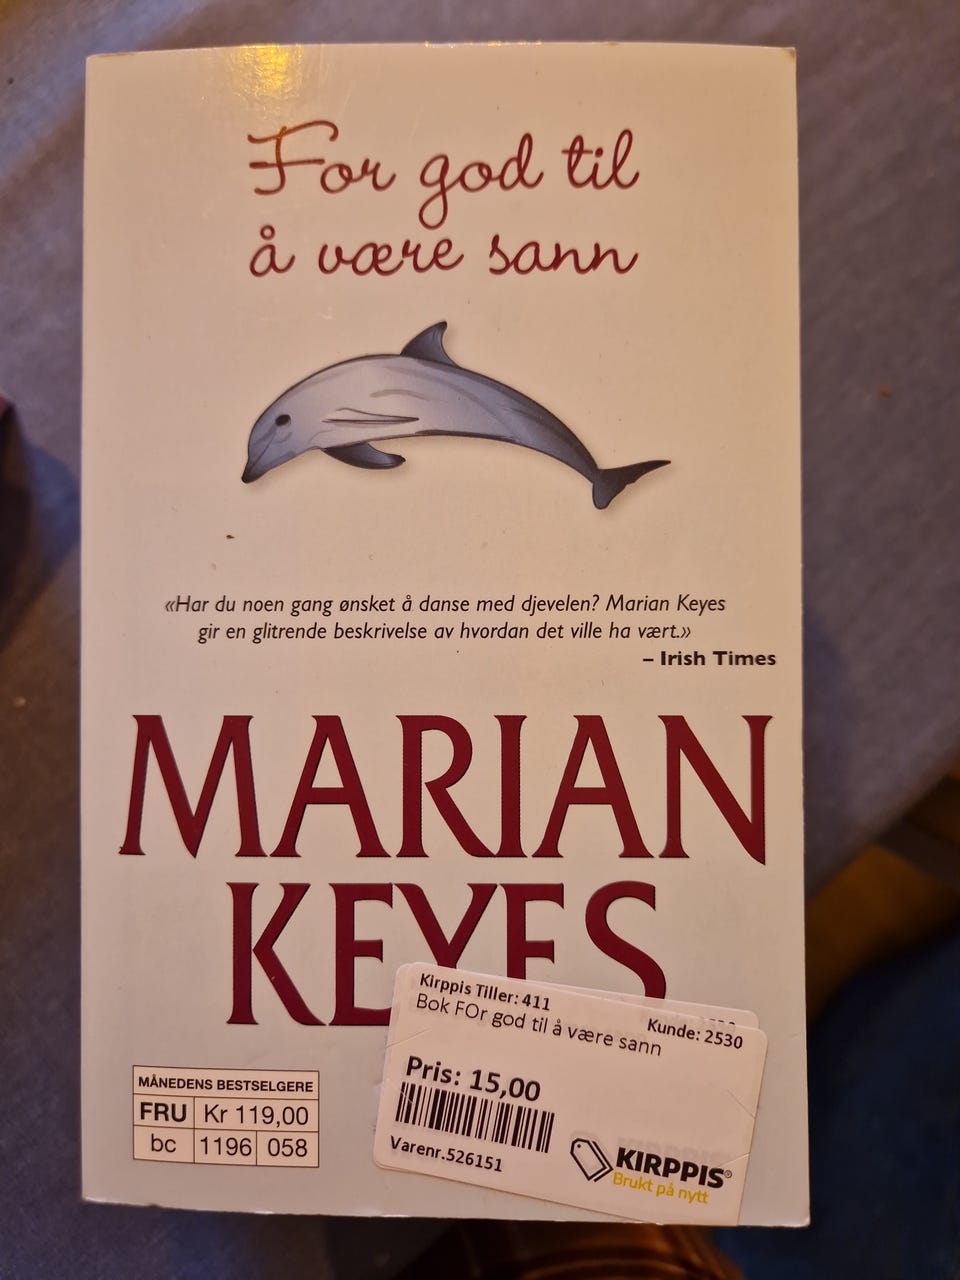 For god til
å være sann
«Har du noen gang ønsket å danse med djevelen? Marian Keyes
gir en glitrende beskrivelse av hvordan det ville ha vært.»
– Irish Times
MARIAN
KEYES
Kirppis Tiller: 411
Kunde: 2530
Bok FOr god til å være sann
Pris: 15,00
Varenr.526151
KIRPPIS®
Brukt på nytt
MÅNEDENS BESTSELGERE
FRU Kr 119,00
bc 1196 058